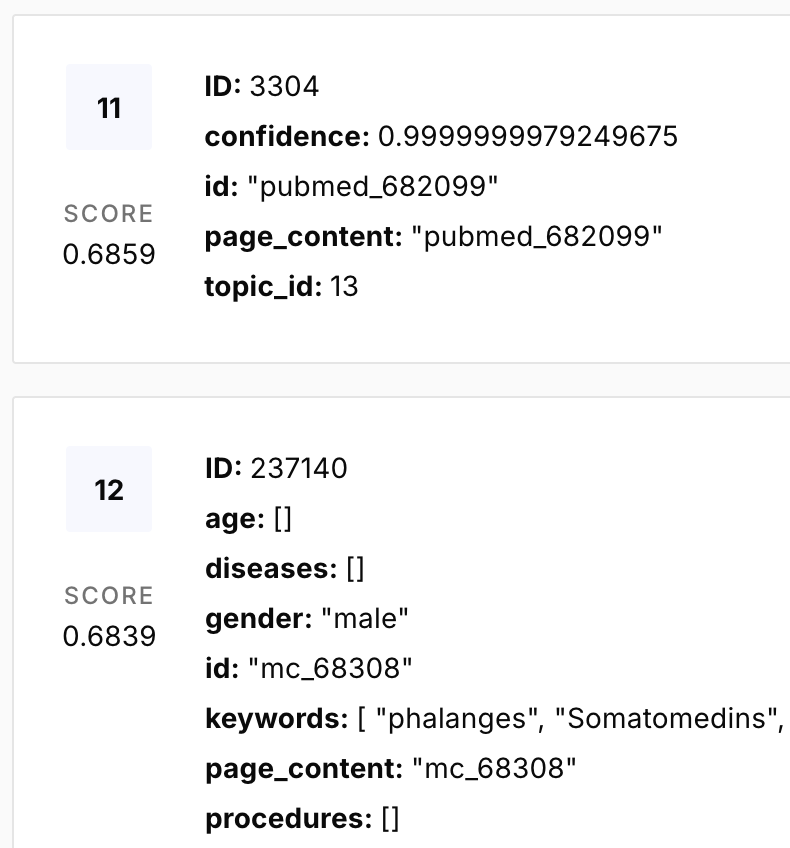 11
SCORE
0.6859
ID: 3304
confidence: 0.9999999979249675
id: "pubmed_682099"
page_content: "pubmed_682099"
topic_id: 13
12
SCORE
0.6839
ID: 237140
age: []
diseases: []
gender: "male"
id: "mc_68308"
keywords: [ "phalanges", "Somatomedins",
page_content: "mc_68308"
procedures: []